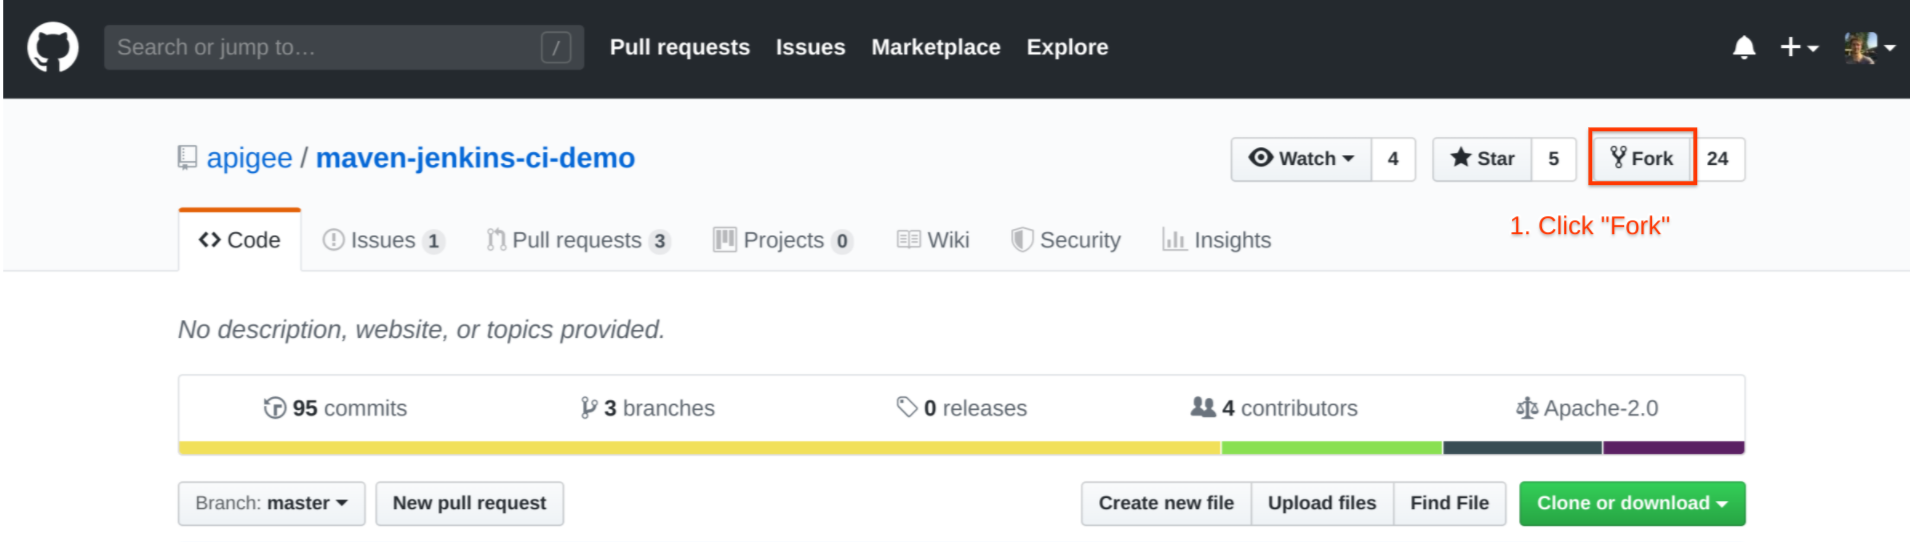 Search or jump to… / Pull requests Issues Marketplace Explore
apigee / maven-jenkins-ci-demo Watch 4 Star 5 Fork 24
1. Click "Fork"
Code Issues 1 Pull requests 3 Projects 0 Wiki Security Insights
No description, website, or topics provided.
95 commits 3 branches 0 releases 4 contributors Apache-2.0
Branch: master New pull request Create new file Upload files Find File Clone or download